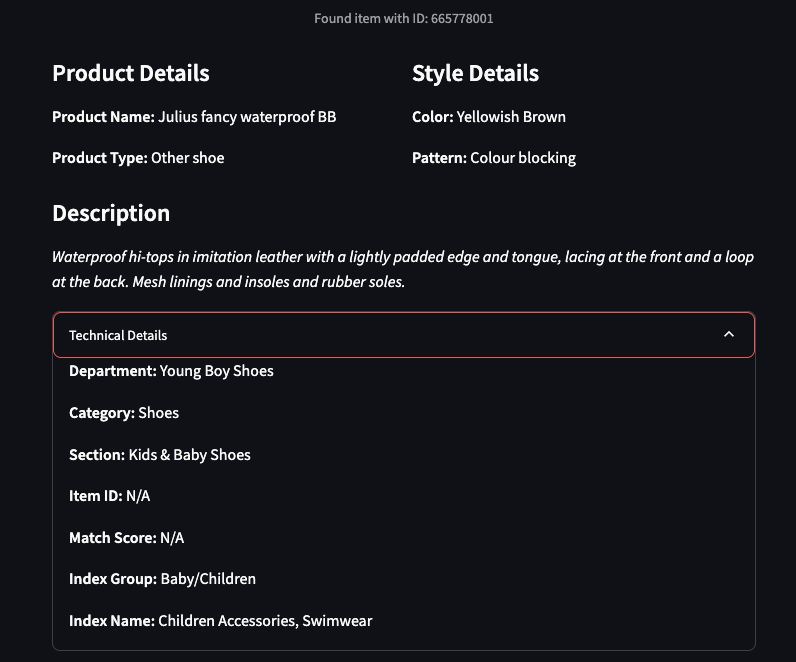 Found item with ID: 665778001
Product Details
Style Details
Product Name: Julius fancy waterproof BB
Color: Yellowish Brown
Product Type: Other shoe
Pattern: Colour blocking
Description
Waterproof hi-tops in imitation leather with a lightly padded edge and tongue, lacing at the front and a loop
at the back. Mesh linings and insoles and rubber soles.
Technical Details
Department: Young Boy Shoes
Category: Shoes
Section: Kids & Baby Shoes
Item ID: N/A
Match Score: N/A
Index Group: Baby/Children
Index Name: Children Accessories, Swimwear